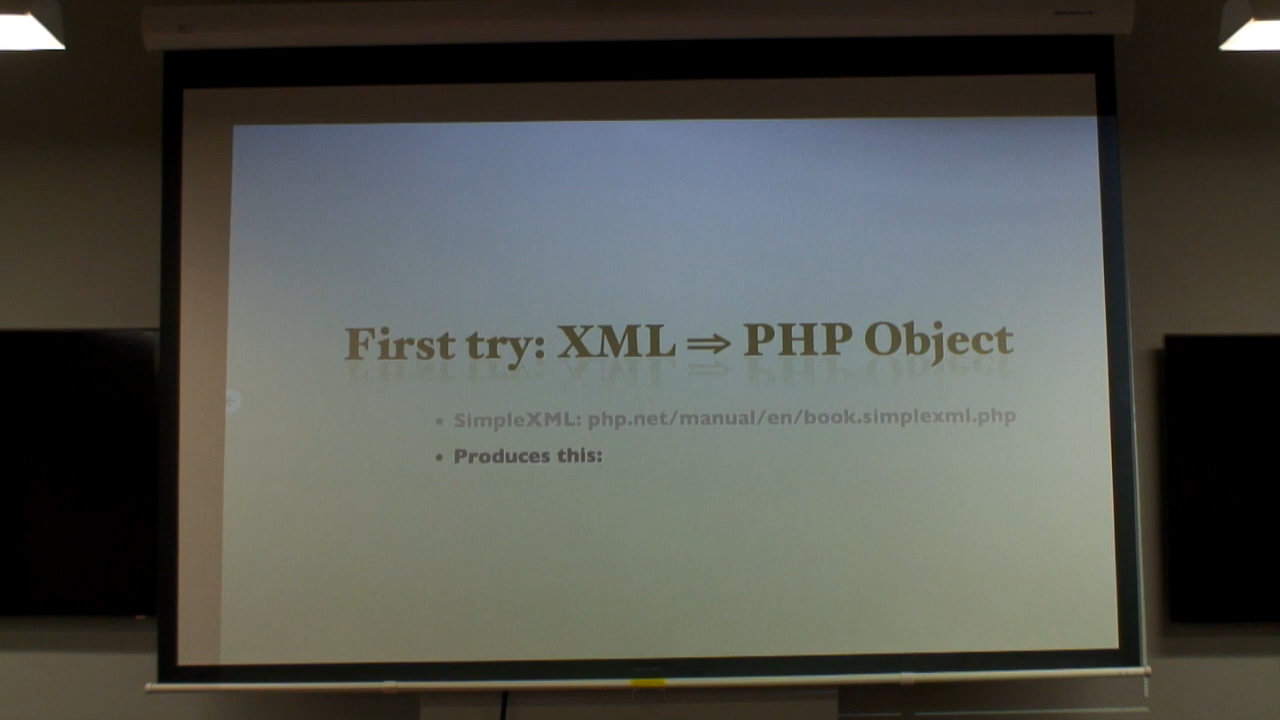 First try: XML ⇒ PHP Object
• SimpleXML: php.net/manual/en/book.simplexml.php
• Produces this: